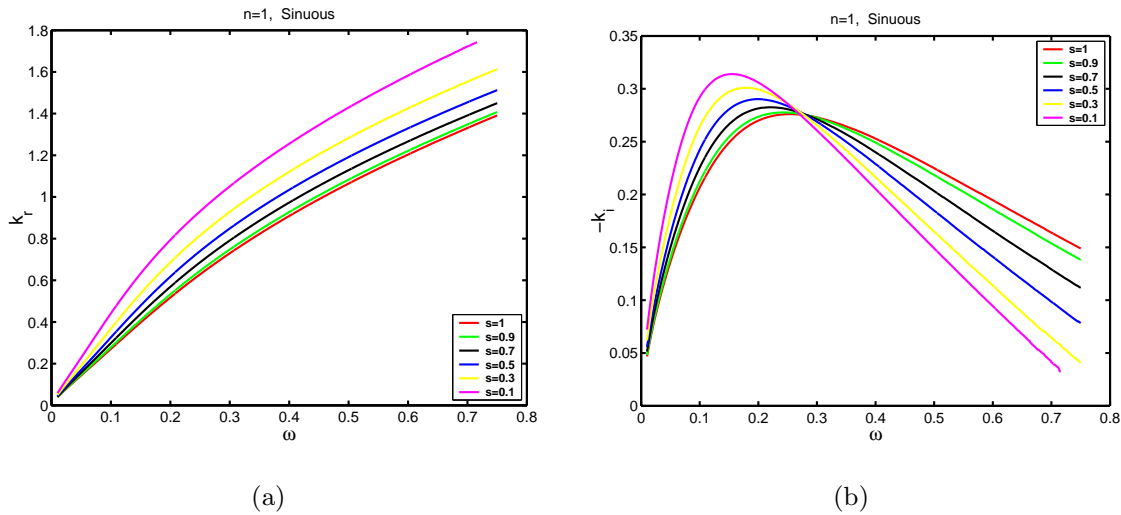 n=1, Sinuous
1.8
1.6
1.4
1.2
1
0.8
0.6
0.4
0.2
0
k_r
0 0.1 0.2 0.3 0.4 0.5 0.6 0.7 0.8
ω
s=1
s=0.9
s=0.7
s=0.5
s=0.3
s=0.1
(a)
n=1, Sinuous
0.35
0.3
0.25
0.2
0.15
0.1
0.05
0
−k_i
0 0.1 0.2 0.3 0.4 0.5 0.6 0.7 0.8
ω
s=1
s=0.9
s=0.7
s=0.5
s=0.3
s=0.1
(b)